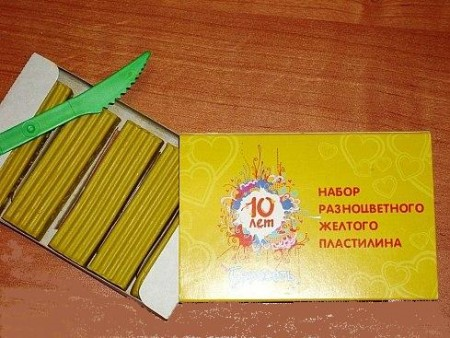 10
лет
НАБОР
РАЗНОЦВЕТНОГО
ЖЕЛТОГО
ПЛАСТИЛИНА